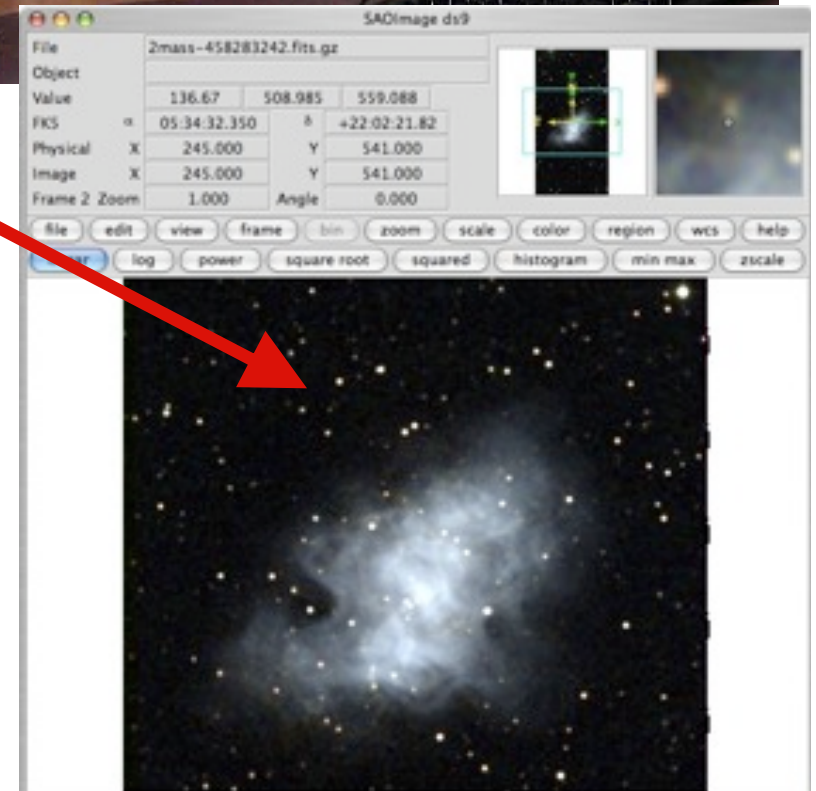 SAOImage ds9
File 2mass-458283242.fits.gz
Object
Value 136.67 508.985 559.088
FK5 α 05:34:32.350 δ +22:02:21.82
Physical X 245.000 Y 541.000
Image X 245.000 Y 541.000
Frame 2 Zoom 1.000 Angle 0.000
file edit view frame bin zoom scale color region wcs help
log power square root squared histogram min max zscale